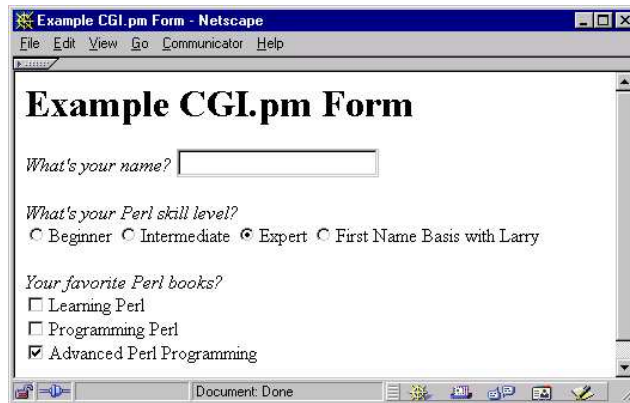 Example CGI.pm Form - Netscape
File Edit View Go Communicator Help
Example CGI.pm Form
What's your name?
What's your Perl skill level?
Beginner Intermediate Expert First Name Basis with Larry
Your favorite Perl books?
Learning Perl
Programming Perl
Advanced Perl Programming
Document: Done